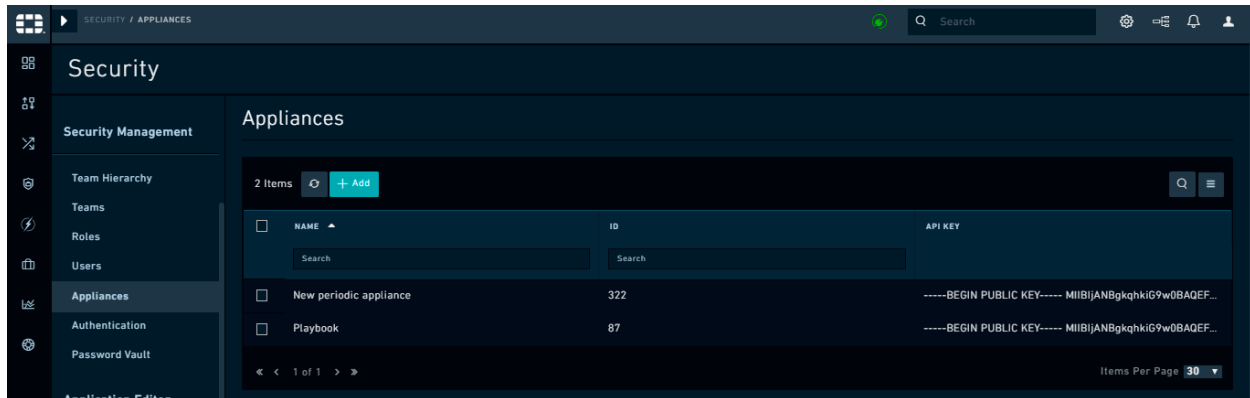 SECURITY / APPLIANCES
Search
Security
Security Management
Team Hierarchy
Teams
Roles
Users
Appliances
Authentication
Password Vault
Appliances
2 Items
+ Add
NAME ID API KEY
Search Search
New periodic appliance 322 -----BEGIN PUBLIC KEY----- MIIBIjANBgkqhkiG9w0BAQEF...
Playbook 87 -----BEGIN PUBLIC KEY----- MIIBIjANBgkqhkiG9w0BAQEF...
1 of 1
Items Per Page 30